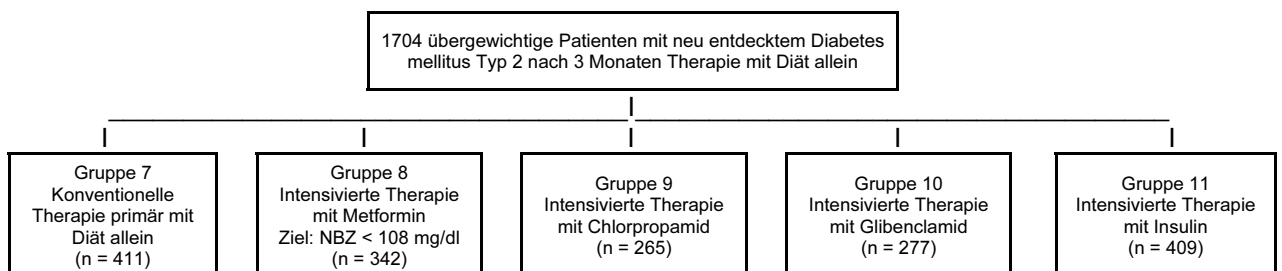 1704 übergewichtige Patienten mit neu entdecktem Diabetes
mellitus Typ 2 nach 3 Monaten Therapie mit Diät allein
Gruppe 7
Konventionelle
Therapie primär mit
Diät allein
(n = 411)
Gruppe 8
Intensivierte Therapie
mit Metformin
Ziel: NBZ < 108 mg/dl
(n = 342)
Gruppe 9
Intensivierte Therapie
mit Chlorpropamid
(n = 265)
Gruppe 10
Intensivierte Therapie
mit Glibenclamid
(n = 277)
Gruppe 11
Intensivierte Therapie
mit Insulin
(n = 409)